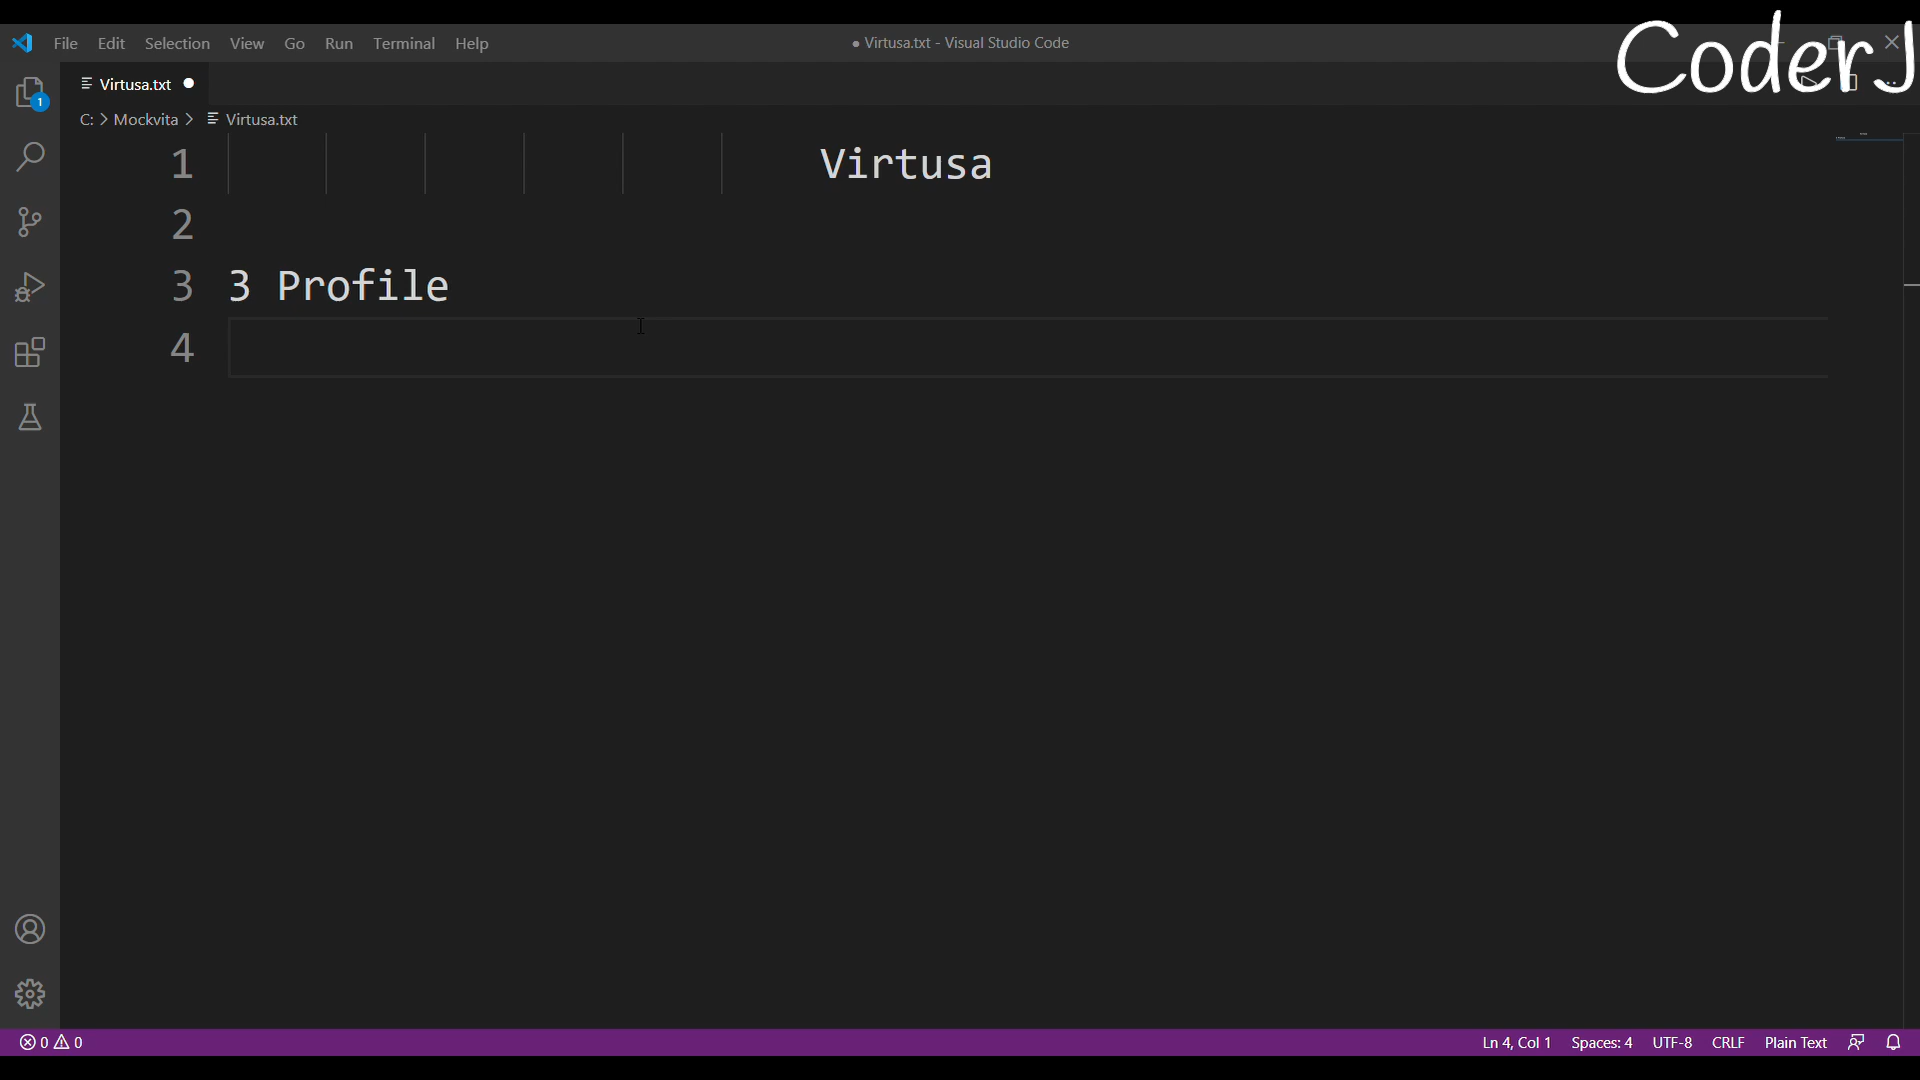 File Edit Selection View Go Run Terminal Help
● Virtusa.txt - Visual Studio Code
CoderJ
Virtusa.txt ●
1
C: > Mockvita > Virtusa.txt
1 Virtusa
2
3 3 Profile
4
0 0
Ln 4, Col 1 Spaces: 4 UTF-8 CRLF Plain Text